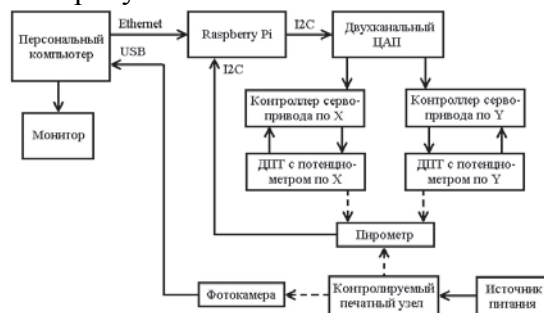 Ethernet
I2C
Персональный
компьютер
Raspberry Pi
Двухканальный
ЦАП
USB
I2C
Монитор
Контроллер серво-
привода по X
Контроллер серво-
привода по Y
ДПТ с потенцио-
метром по X
ДПТ с потенцио-
метром по Y
Пирометр
Фотокамера
Контролируемый
печатный узел
Источник
питания